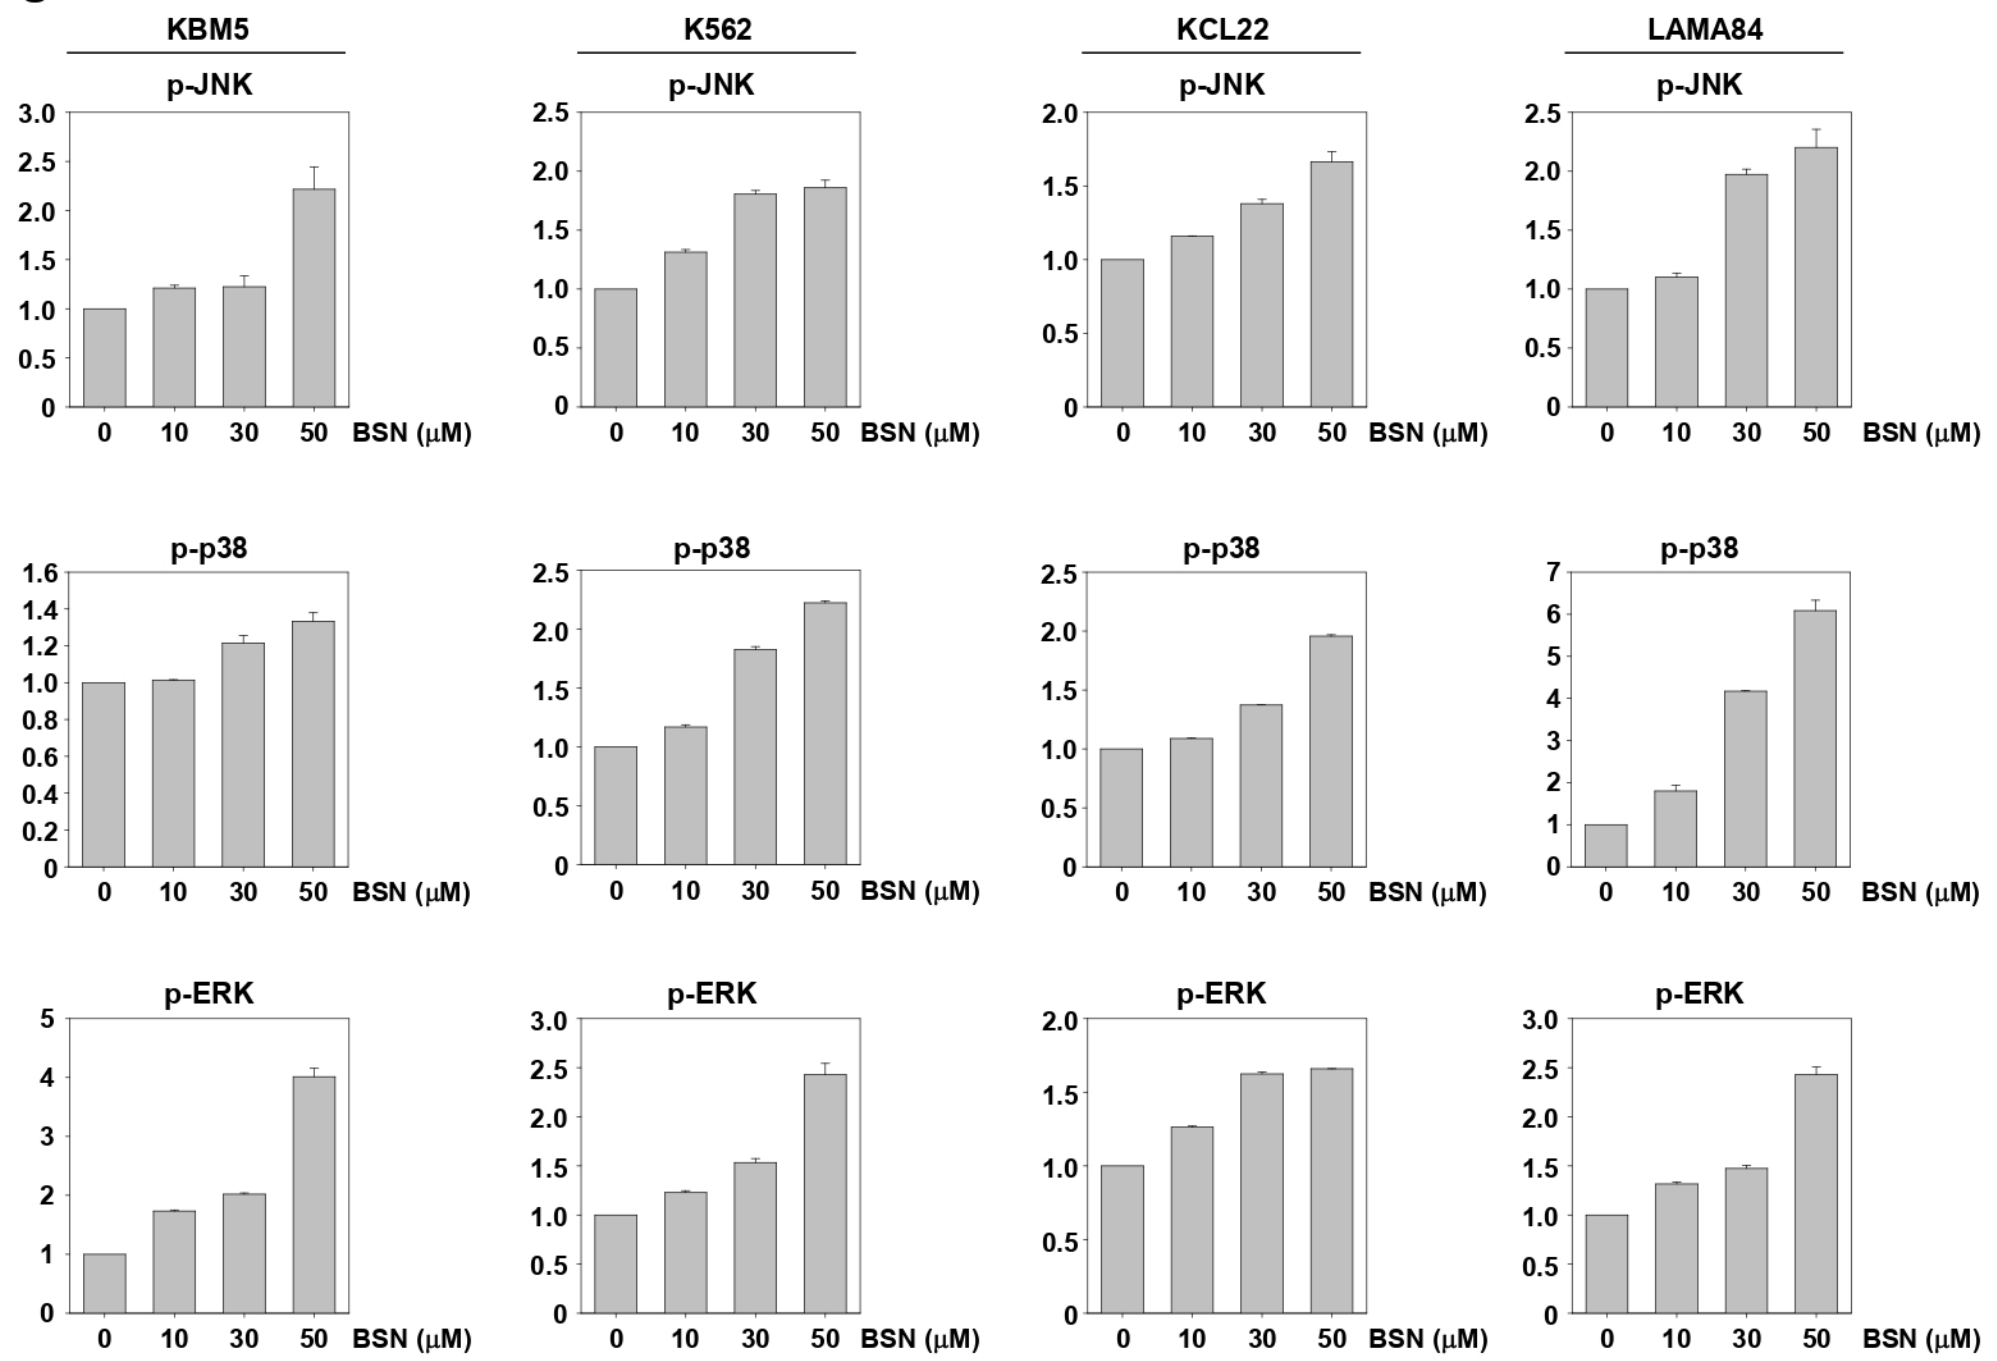 KBM5 K562 KCL22 LAMA84
p-JNK p-JNK p-JNK p-JNK
3.0 2.5 2.0 2.5
2.5 2.0 1.5 2.0
2.0 1.5 1.0 1.5
1.5 1.0 0.5 1.0
1.0 0.5 0 0.5
0.5 0 0
0
0 10 30 50 BSN (μM) 0 10 30 50 BSN (μM) 0 10 30 50 BSN (μM) 0 10 30 50 BSN (μM)
p-p38 p-p38 p-p38 p-p38
1.6 2.5 2.5 7
1.4 2.0 2.0 6
1.2 1.5 1.5 5
1.0 1.0 1.0 4
0.8 0.5 0.5 3
0.6 0 0 2
0.4 1
0.2 0
0
0 10 30 50 BSN (μM) 0 10 30 50 BSN (μM) 0 10 30 50 BSN (μM) 0 10 30 50 BSN (μM)
p-ERK p-ERK p-ERK p-ERK
5 3.0 2.0 3.0
4 2.5 1.5 2.5
3 2.0 1.0 2.0
2 1.5 0.5 1.5
1 1.0 0 1.0
0 0.5 0.5
0 0
0 10 30 50 BSN (μM) 0 10 30 50 BSN (μM) 0 10 30 50 BSN (μM) 0 10 30 50 BSN (μM)